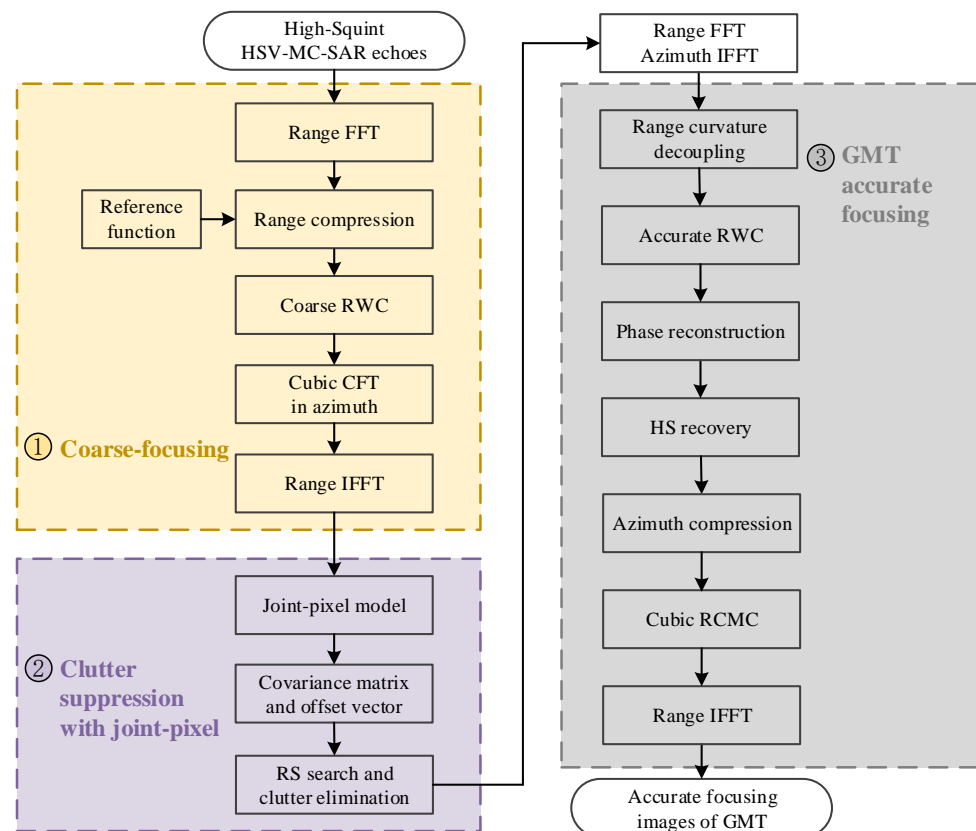 High-Squint
HSV-MC-SAR echoes
Range FFT
Reference
function
Range compression
Coarse RWC
Cubic CFT
in azimuth
① Coarse-focusing
Range IFFT
Joint-pixel model
② Clutter
suppression
with joint-pixel
Covariance matrix
and offset vector
RS search and
clutter elimination
Range FFT
Azimuth IFFT
Range curvature
decoupling
③ GMT
accurate
focusing
Accurate RWC
Phase reconstruction
HS recovery
Azimuth compression
Cubic RCMC
Range IFFT
Accurate focusing
images of GMT